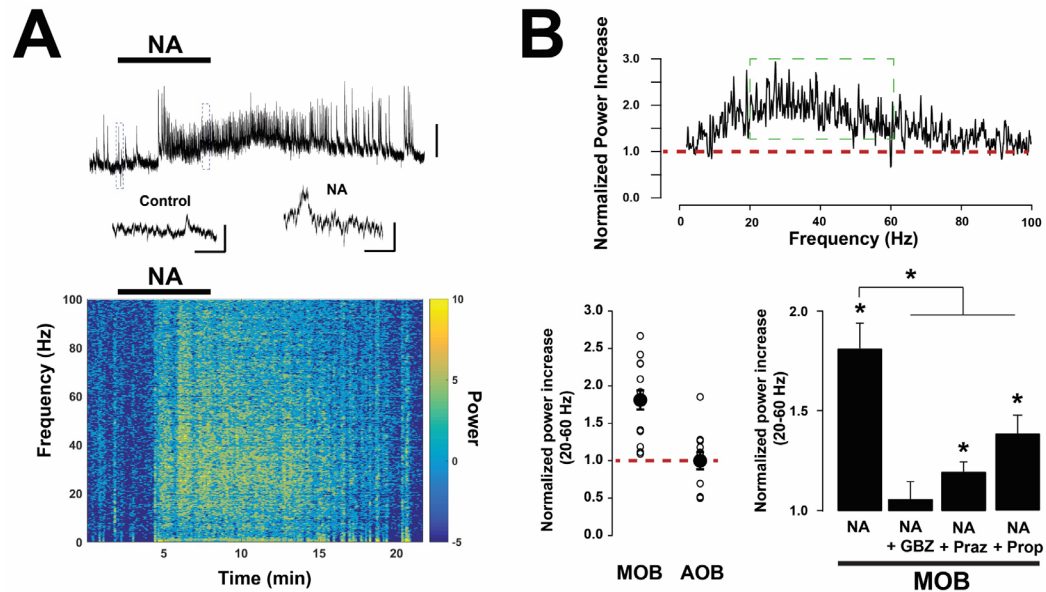 A
NA
Control
NA
NA
Frequency (Hz)
100
80
60
40
20
0
5
10
15
20
Time (min)
10
5
0
-5
Power
B
Normalized Power Increase
3.0
2.0
1.0
0.0
0
20
40
60
80
100
Frequency (Hz)
Normalized power increase
(20-60 Hz)
3.0
2.5
2.0
1.5
1.0
0.5
0.0
MOB
AOB
Normalized power increase
(20-60 Hz)
2.0
1.5
1.0
*
*
*
*
NA
NA
+ GBZ
NA
+ Praz
NA
+ Prop
MOB